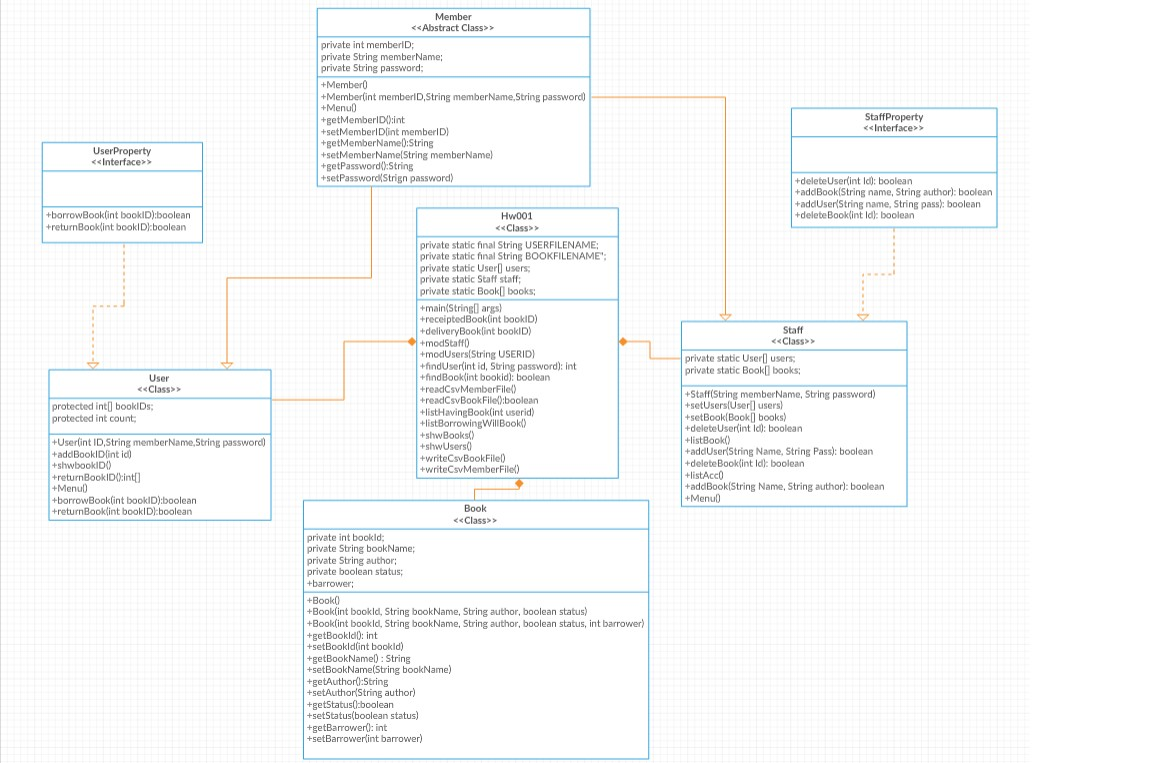 Member
<<Abstract Class>>
private int memberID;
private String memberName;
private String password;
+Member()
+Member(int memberID,String memberName,String password)
+Menu()
+getMemberID():int
+setMemberID(int memberID)
+getMemberName():String
+setMemberName(String memberName)
+getPassword():String
+setPassword(Strign password)
StaffProperty
<<Interface>>
+deleteUser(int Id): boolean
+addBook(String name, String author): boolean
+addUser(String name, String pass): boolean
+deleteBook(int Id): boolean
UserProperty
<<Interface>>
+borrowBook(int bookID):boolean
+returnBook(int bookID):boolean
Hw001
<<Class>>
private static final String USERFILENAME;
private static final String BOOKFILENAME";
private static User[] users;
private static Staff staff;
private static Book[] books;
+main(String[] args)
+receiptedBook(int bookID)
+deliveryBook(int bookID)
+modStaff()
+modUsers(String USERID)
+findUser(int id, String password): int
+findBook(int bookid): boolean
+readCsvMemberFile()
+readCsvBookFile():boolean
+listHavingBook(int userid)
+listBorrowingWillBook()
+shwBooks()
+shwUsers()
+writeCsvBookFile()
+writeCsvMemberFile()
Staff
<<Class>>
private static User[] users;
private static Book[] books;
+Staff(String memberName, String password)
+setUsers(User[] users)
+setBook(Book[] books)
+deleteUser(int Id): boolean
+listBook()
+addUser(String Name, String Pass): boolean
+deleteBook(int Id): boolean
+listAcc()
+addBook(String Name, String author): boolean
+Menu()
User
<<Class>>
protected int[] bookIDs;
protected int count;
+User(int ID,String memberName,String password)
+addBookID(int id)
+shwbookID()
+returnBookID():int[]
+Menu()
+borrowBook(int bookID):boolean
+returnBook(int bookID):boolean
Book
<<Class>>
private int bookId;
private String bookName;
private String author;
private boolean status;
+barrower;
+Book()
+Book(int bookId, String bookName, String author, boolean status)
+Book(int bookId, String bookName, String author, boolean status, int barrower)
+getBookId(): int
+setBookId(int bookId)
+getBookName() : String
+setBookName(String bookName)
+getAuthor():String
+setAuthor(String author)
+getStatus():boolean
+setStatus(boolean status)
+getBarrower(): int
+setBarrower(int barrower)